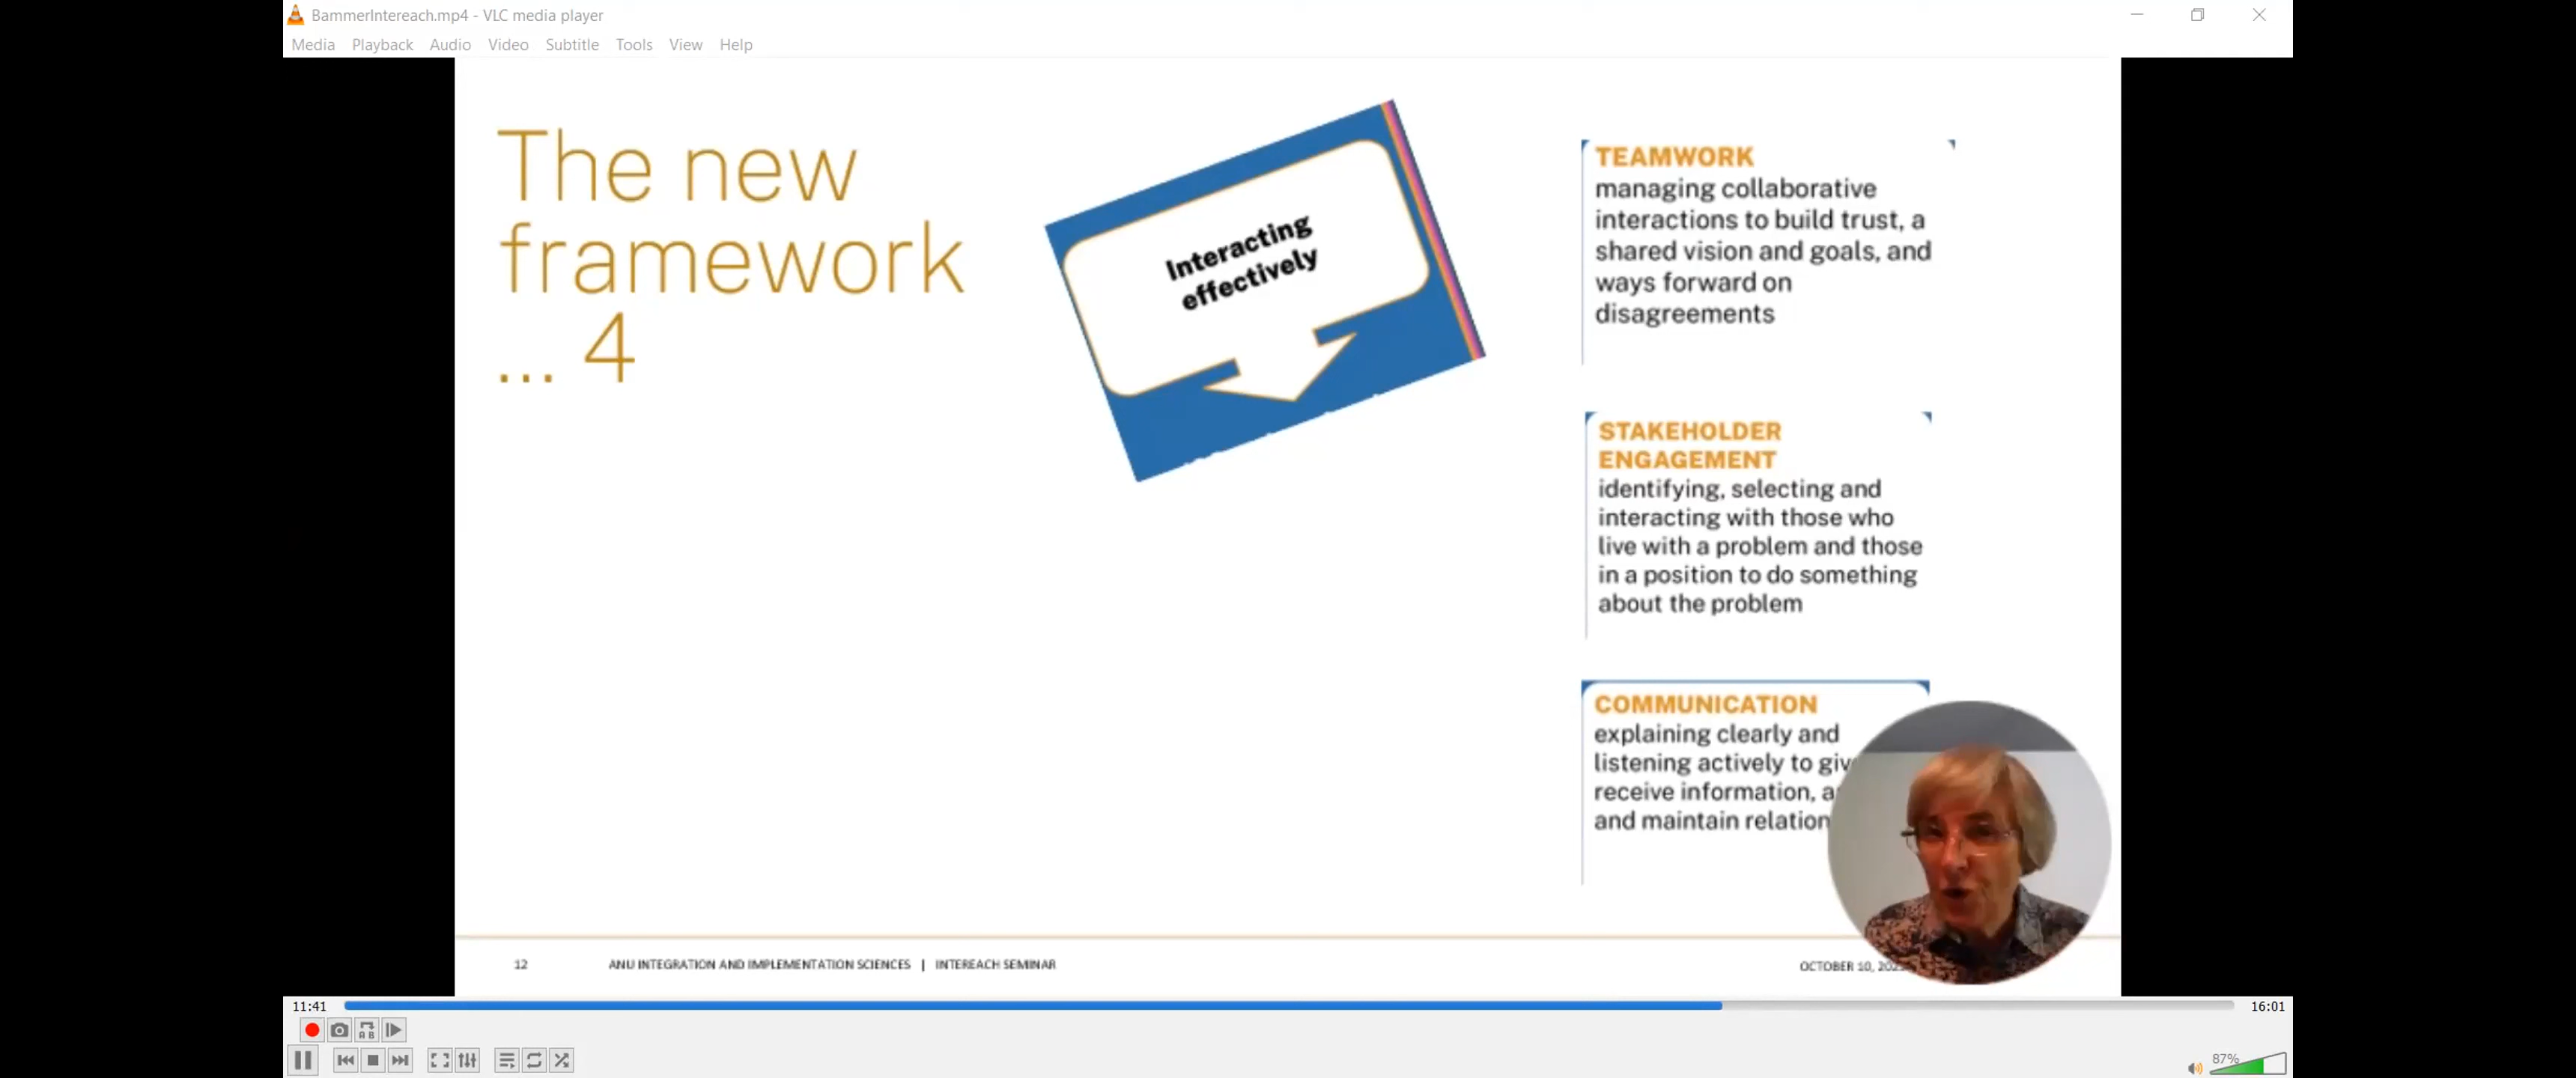 BammerIntereach.mp4 - VLC media player
Media Playback Audio Video Subtitle Tools View Help
The new
framework
... 4
Interacting
effectively
TEAMWORK
managing collaborative
interactions to build trust, a
shared vision and goals, and
ways forward on
disagreements
STAKEHOLDER
ENGAGEMENT
identifying, selecting and
interacting with those who
live with a problem and those
in a position to do something
about the problem
COMMUNICATION
explaining clearly and
listening actively to
receive information,
and maintain
12 ANU INTEGRATION AND IMPLEMENTATION SCIENCES | INTEREACH SEMINAR
OCTOBER 10,
11:41 16:01
87%